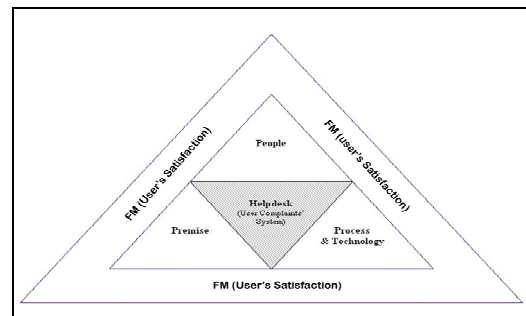 FM (User's Satisfaction)
FM (user's Satisfaction)
People
Helpdesk
(User Complaints'
System)
Premise
Process
& Technology
FM (User's Satisfaction)